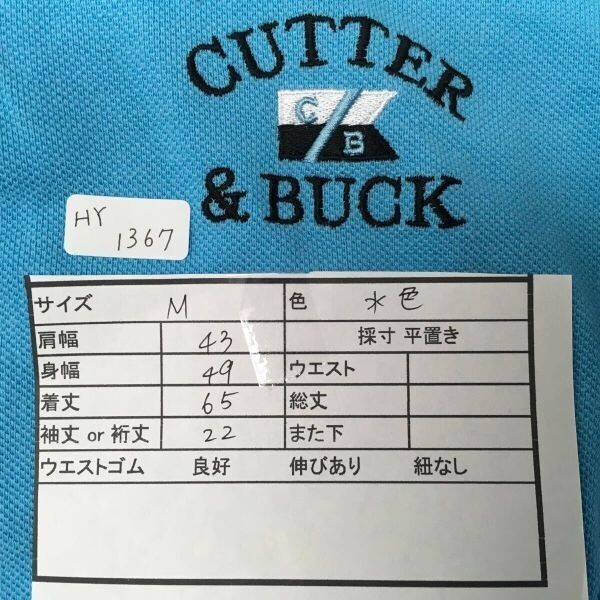 CUTTER
C B
& BUCK
HY
1367
サイズ M 色 水色
肩幅 43 採寸 平置き
身幅 49 ウエスト
着丈 65 総丈
袖丈 or 裄丈 22 また下
ウエストゴム 良好 伸びあり 紐なし